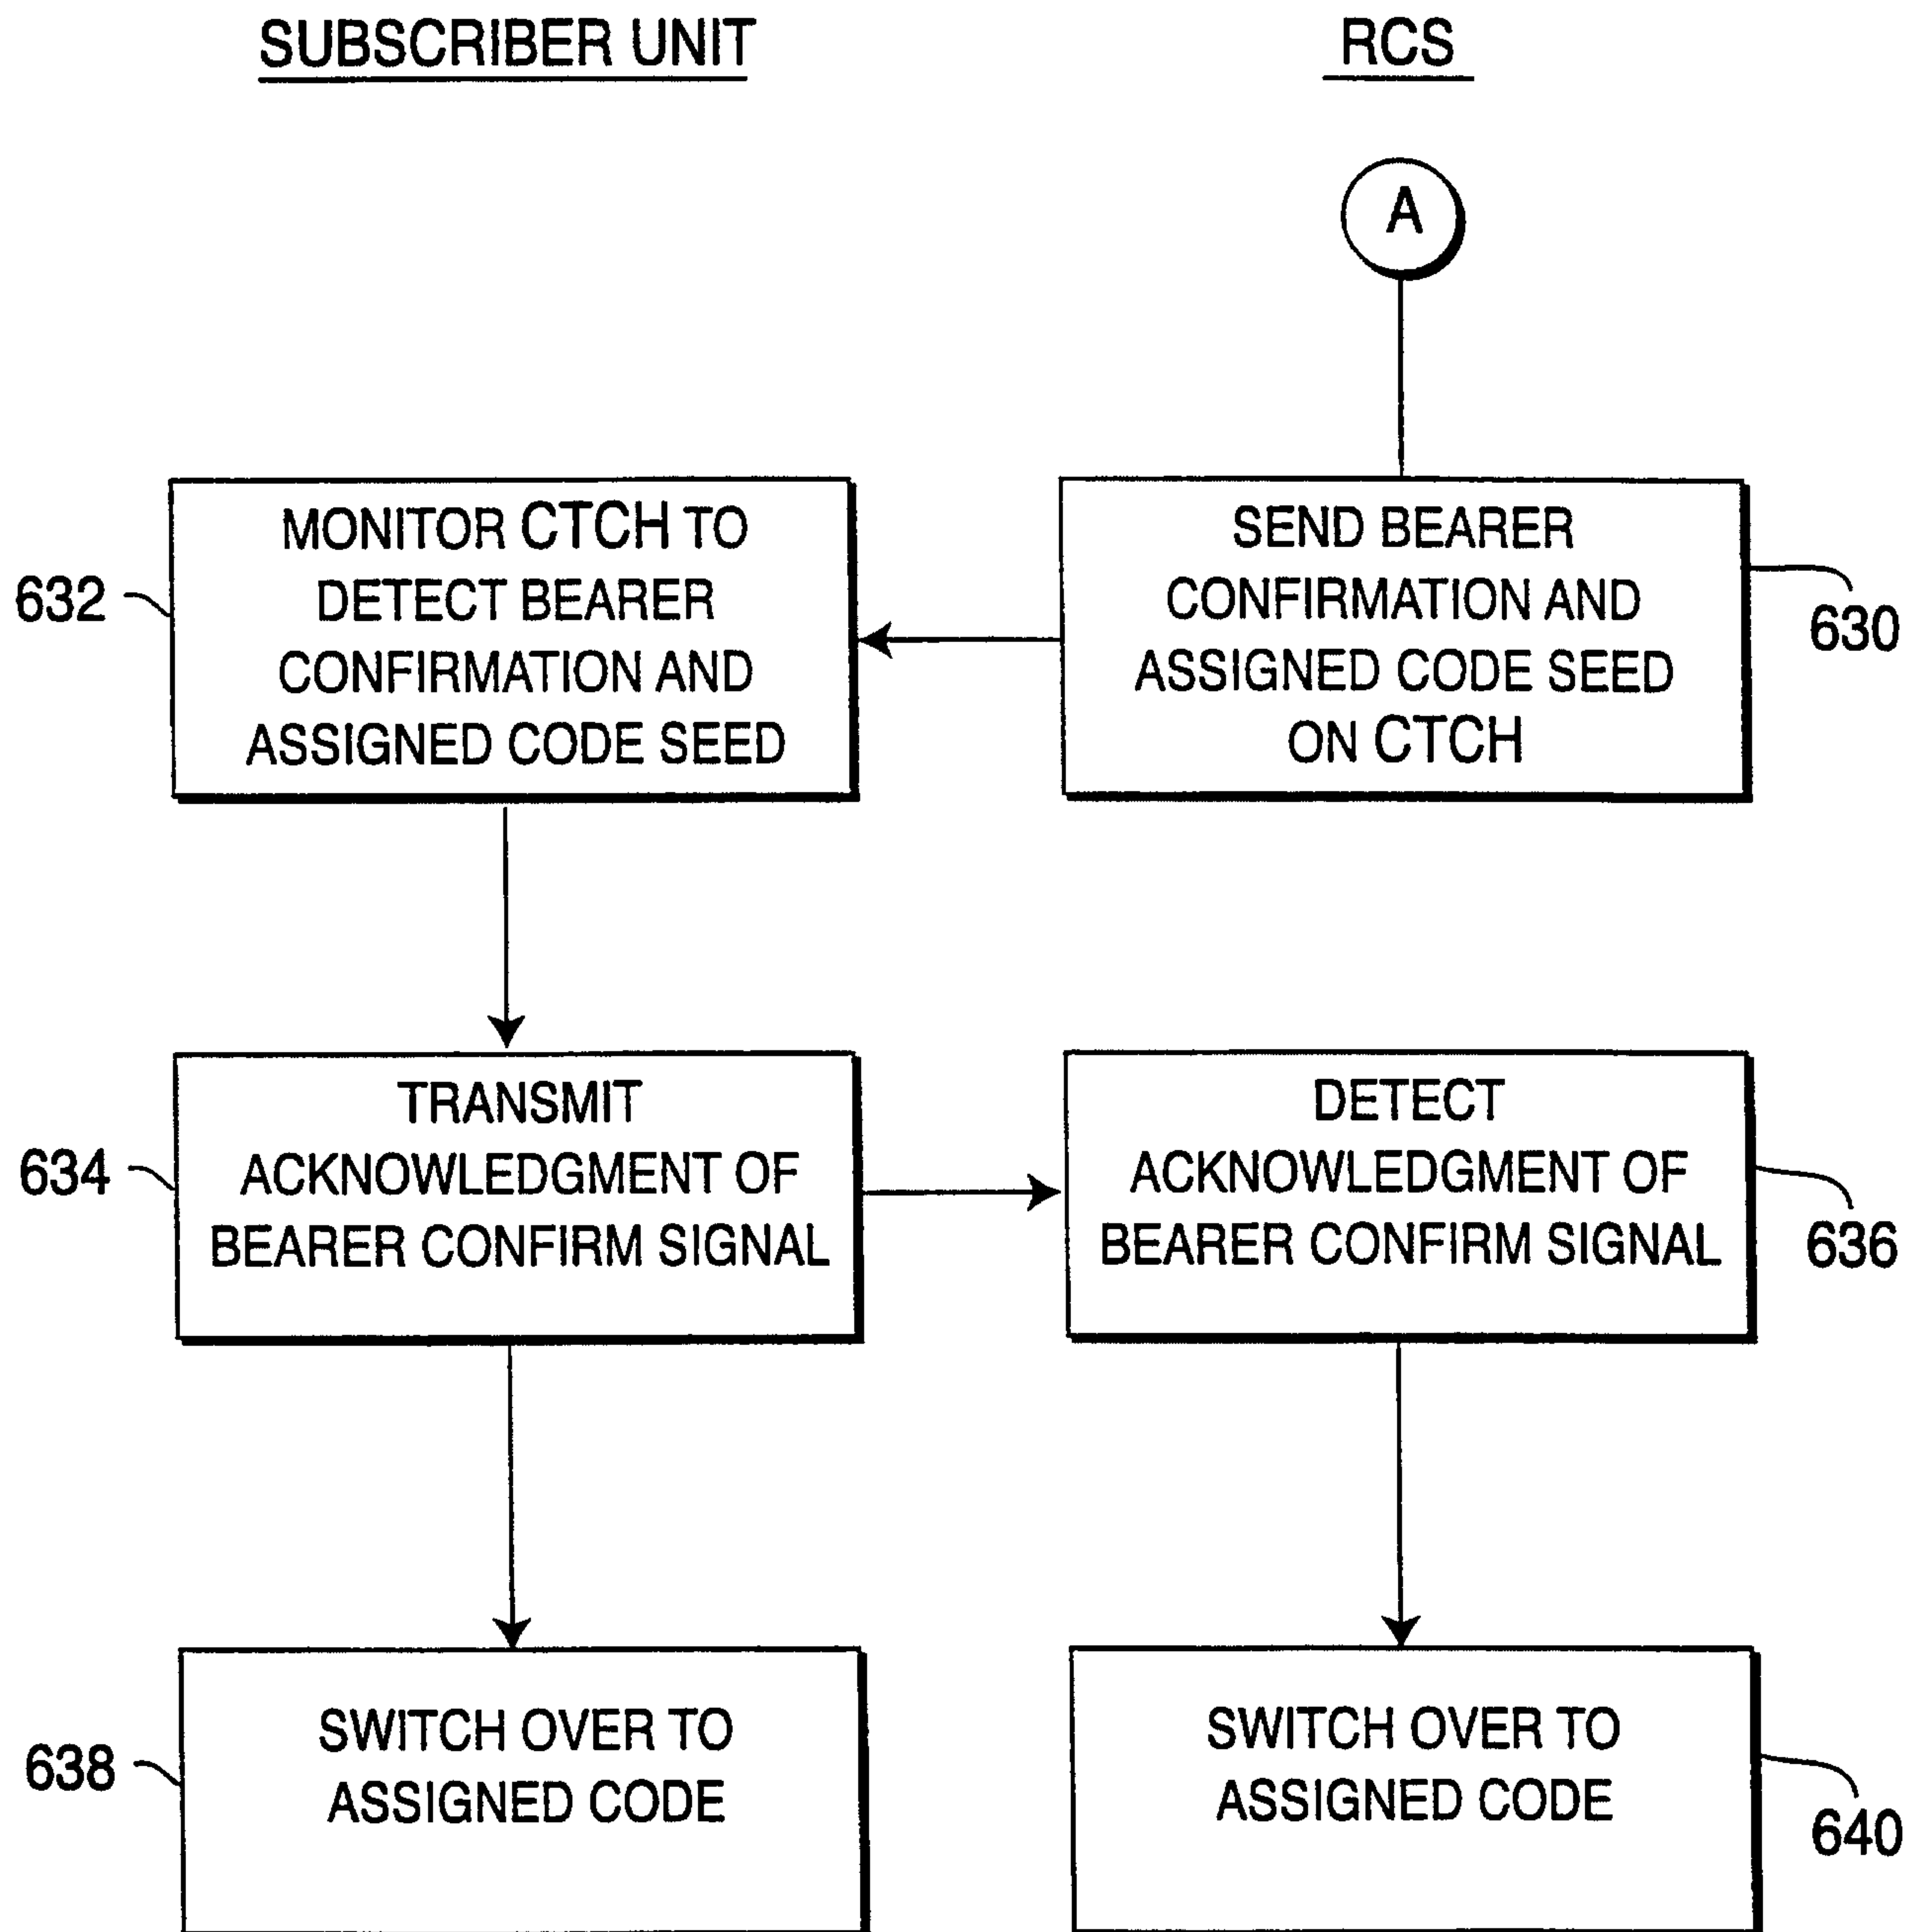 SUBSCRIBER UNIT
RCS
A
MONITOR CTCH TO
DETECT BEARER
CONFIRMATION AND
ASSIGNED CODE SEED
632
SEND BEARER
CONFIRMATION AND
ASSIGNED CODE SEED
ON CTCH
630
TRANSMIT
ACKNOWLEDGMENT OF
BEARER CONFIRM SIGNAL
634
DETECT
ACKNOWLEDGMENT OF
BEARER CONFIRM SIGNAL
636
SWITCH OVER TO
ASSIGNED CODE
638
SWITCH OVER TO
ASSIGNED CODE
640